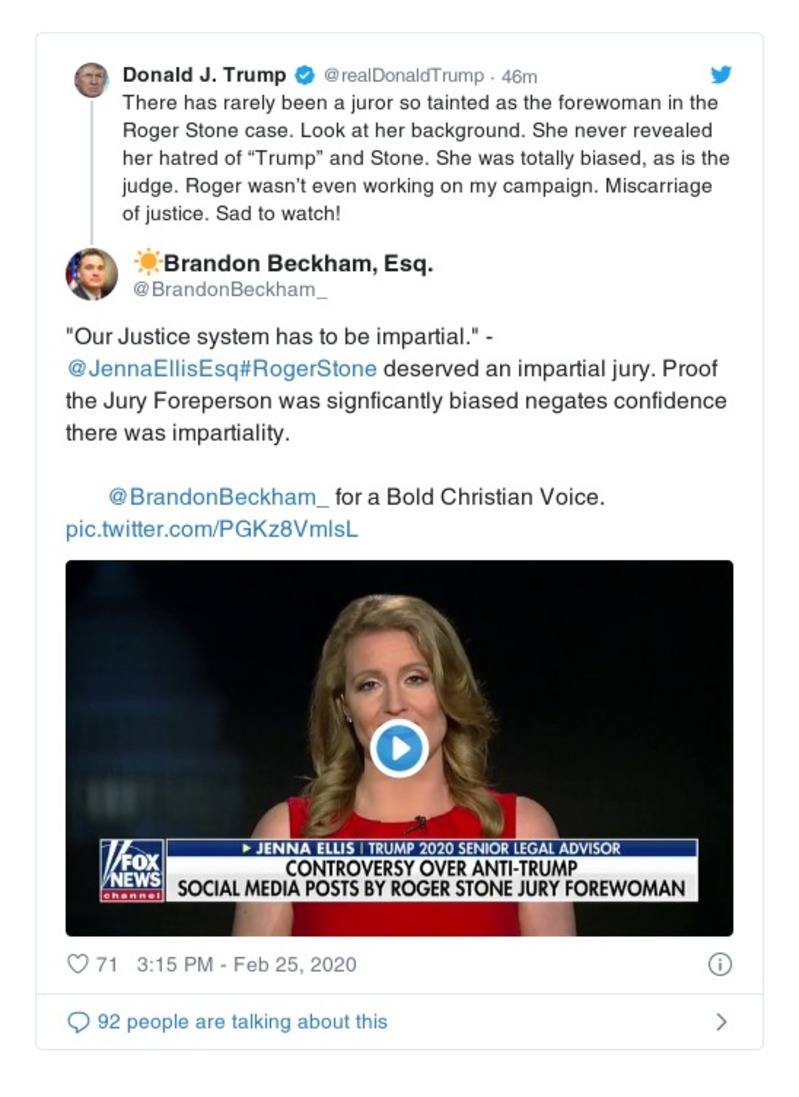 Donald J. Trump @realDonaldTrump · 46m
There has rarely been a juror so tainted as the forewoman in the
Roger Stone case. Look at her background. She never revealed
her hatred of “Trump” and Stone. She was totally biased, as is the
judge. Roger wasn’t even working on my campaign. Miscarriage
of justice. Sad to watch!
☀Brandon Beckham, Esq.
@BrandonBeckham_
"Our Justice system has to be impartial." -
@JennaEllisEsq#RogerStone deserved an impartial jury. Proof
the Jury Foreperson was signficantly biased negates confidence
there was impartiality.
@BrandonBeckham_ for a Bold Christian Voice.
pic.twitter.com/PGKz8VmlsL
JENNA ELLIS | TRUMP 2020 SENIOR LEGAL ADVISOR
FOX
NEWS
channel
CONTROVERSY OVER ANTI-TRUMP
SOCIAL MEDIA POSTS BY ROGER STONE JURY FOREWOMAN
71 3:15 PM - Feb 25, 2020
92 people are talking about this